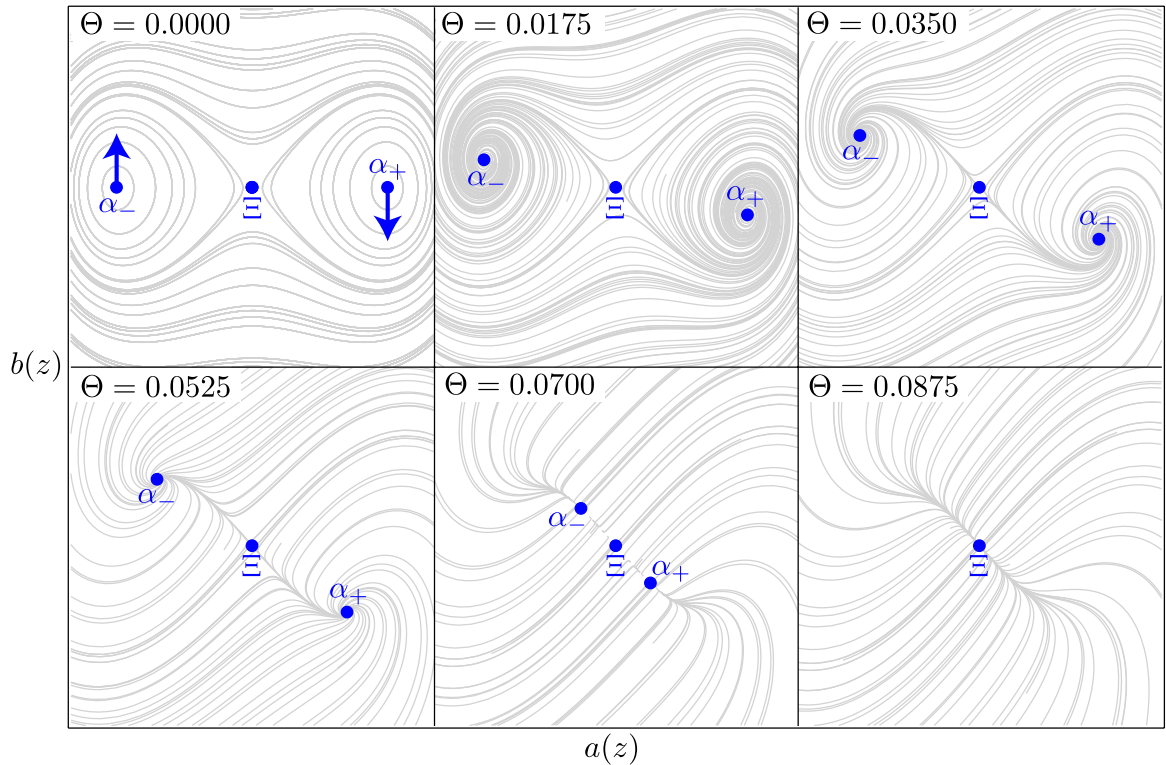 Θ = 0.0000
Θ = 0.0175
Θ = 0.0350
α₋
Ξ
α₊
α₋
Ξ
α₊
α₋
Ξ
α₊
b(z)
Θ = 0.0525
Θ = 0.0700
Θ = 0.0875
α₋
Ξ
α₊
α₋
Ξ
α₊
Ξ
a(z)